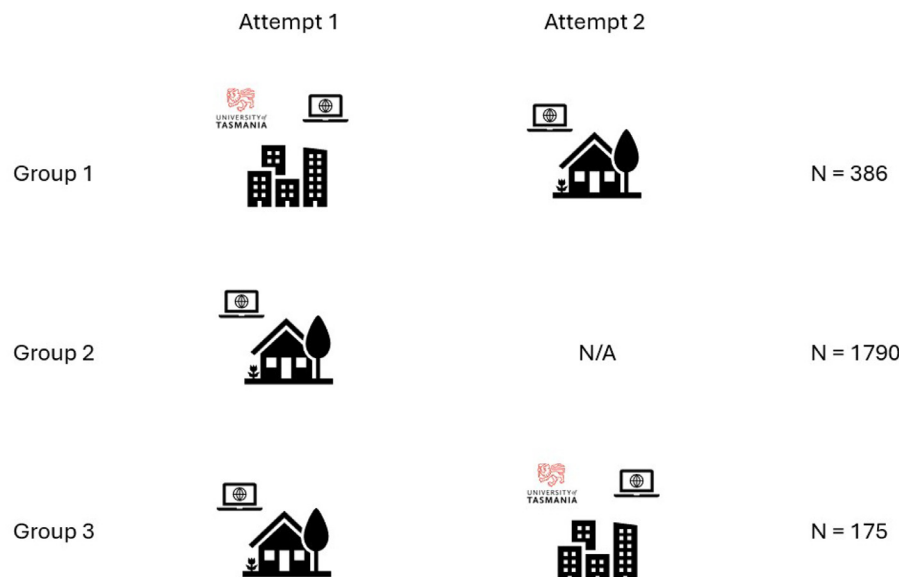 Attempt 1
Attempt 2
UNIVERSITY of
TASMANIA
Group 1
N = 386
Group 2
N/A
N = 1790
UNIVERSITY of
TASMANIA
Group 3
N = 175